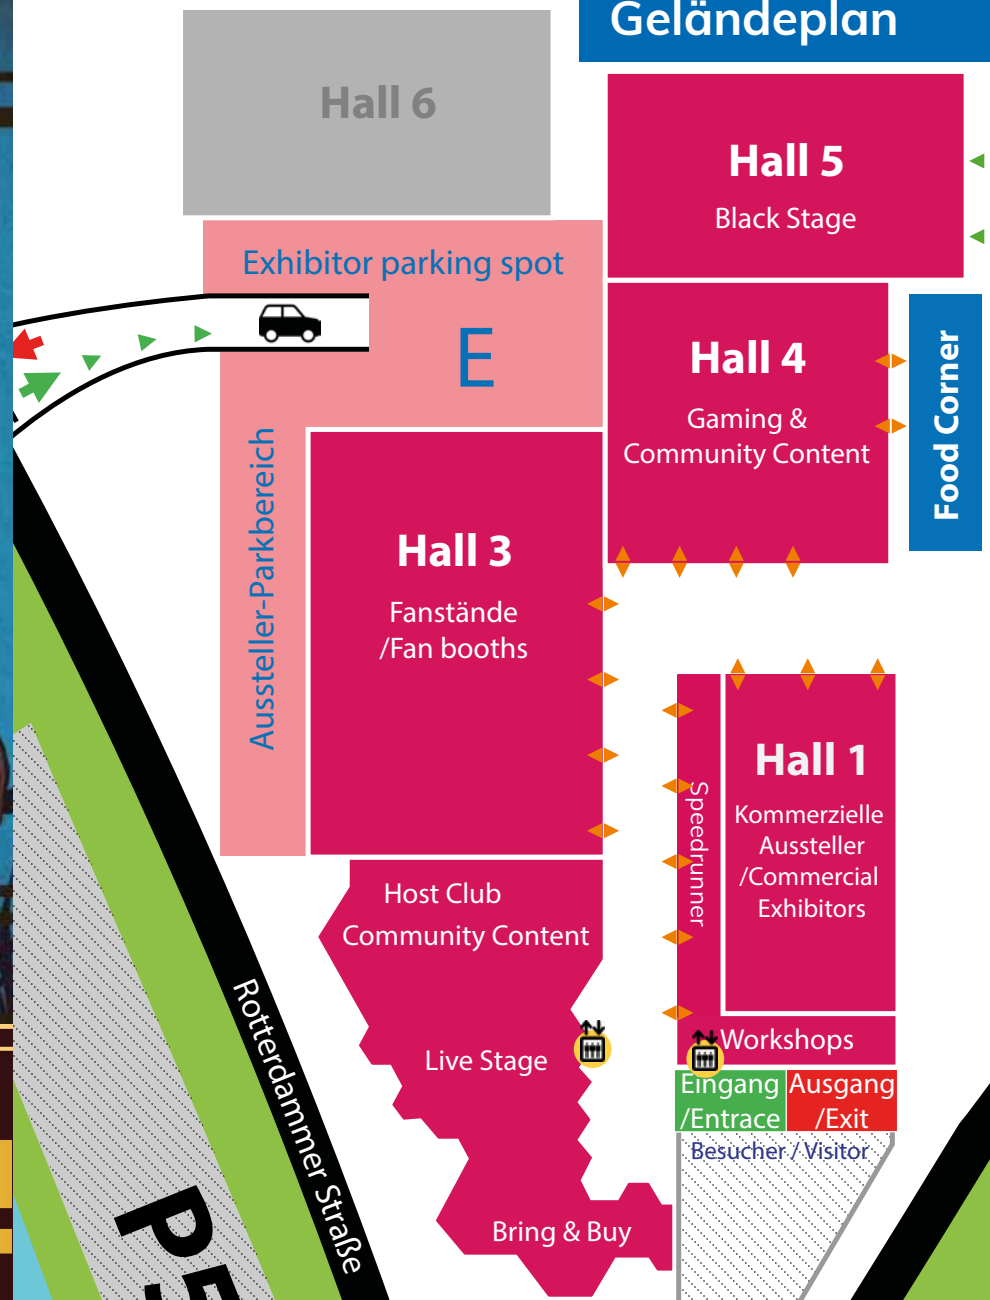 Geländeplan
Hall 6
Hall 5
Black Stage
Exhibitor parking spot
E
Hall 4
Gaming &
Community Content
Food Corner
Aussteller-Parkbereich
Hall 3
Fanstände
/Fan booths
Speedrunner
Hall 1
Kommerzielle
Aussteller
/Commercial
Exhibitors
Host Club
Community Content
Live Stage
Workshops
Eingang
/Entrace
Ausgang
/Exit
Besucher / Visitor
Bring & Buy
Rotterdammer Straße
P5